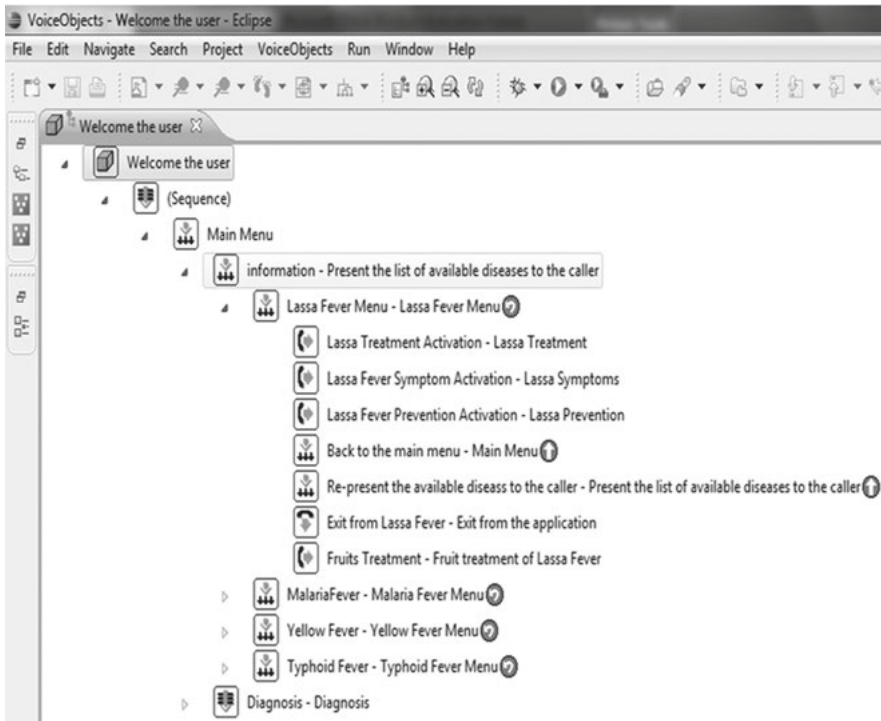 VoiceObjects - Welcome the user - Eclipse
File Edit Navigate Search Project VoiceObjects Run Window Help
Welcome the user
Welcome the user
(Sequence)
Main Menu
information - Present the list of available diseases to the caller
Lassa Fever Menu - Lassa Fever Menu
Lassa Treatment Activation - Lassa Treatment
Lassa Fever Symptom Activation - Lassa Symptoms
Lassa Fever Prevention Activation - Lassa Prevention
Back to the main menu - Main Menu
Re-present the available diseass to the caller - Present the list of available diseases to the caller
Exit from Lassa Fever - Exit from the application
Fruits Treatment - Fruit treatment of Lassa Fever
MalariaFever - Malaria Fever Menu
Yellow Fever - Yellow Fever Menu
Typhoid Fever - Typhoid Fever Menu
Diagnosis - Diagnosis